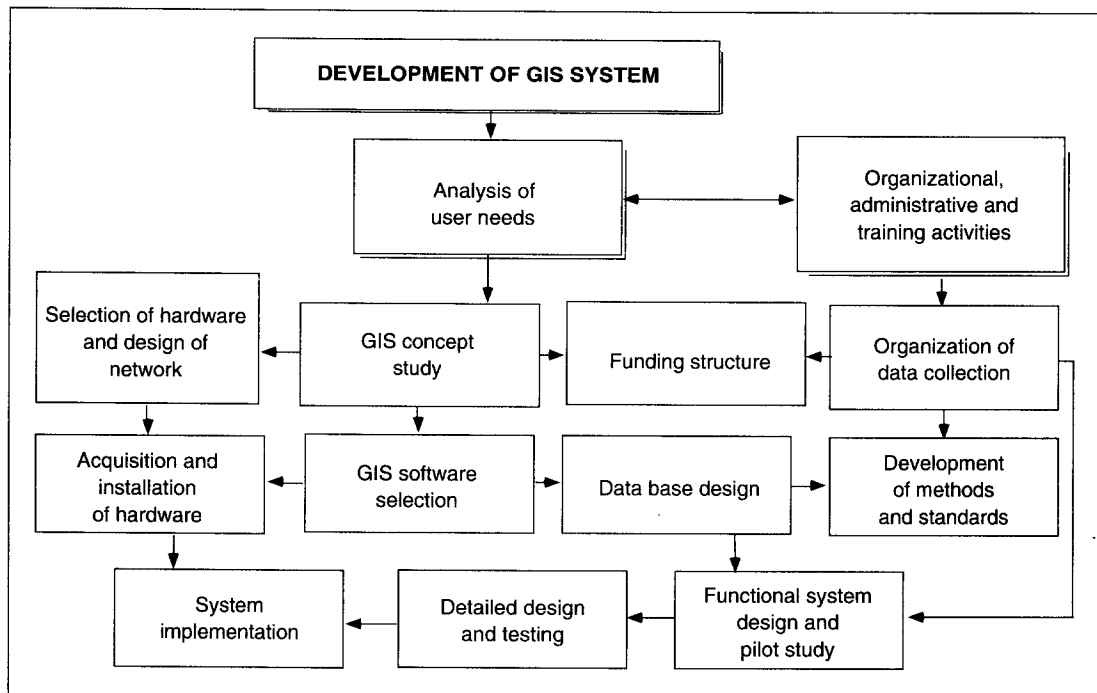 DEVELOPMENT OF GIS SYSTEM
Analysis of
user needs
Organizational,
administrative and
training activities
Selection of hardware
and design of
network
GIS concept
study
Funding structure
Organization of
data collection
Acquisition and
installation
of hardware
GIS software
selection
Data base design
Development
of methods
and standards
System
implementation
Detailed design
and testing
Functional system
design and
pilot study